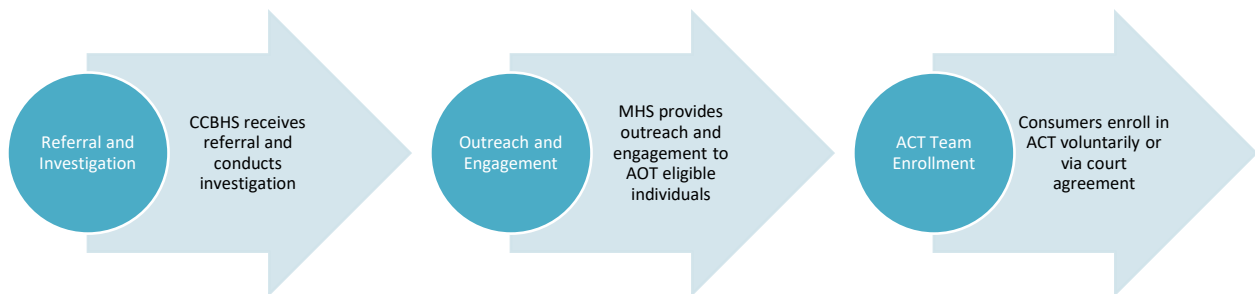 Referral and
Investigation
CCBHS receives
referral and
conducts
investigation
Outreach and
Engagement
MHS provides
outreach and
engagement to
AOT eligible
individuals
ACT Team
Enrollment
Consumers enroll in
ACT voluntarily or
via court
agreement